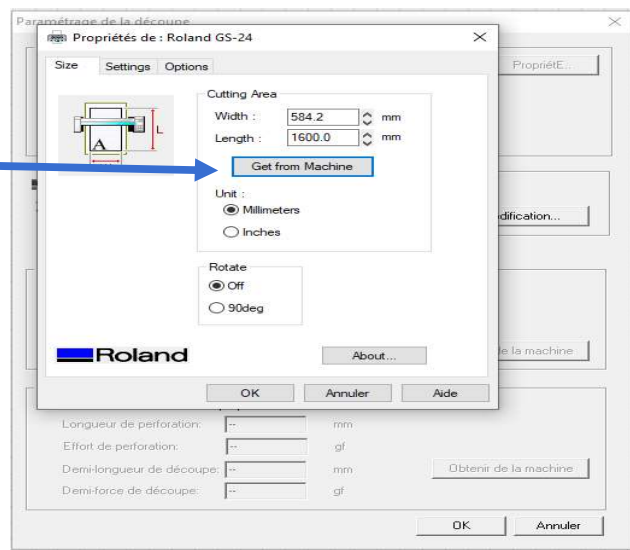 Paramétrage de la découpe
Propriétés de : Roland GS-24
Size Settings Options
PropriétE...
Cutting Area
Width : 584.2 mm
Length : 1600.0 mm
L
A
Get from Machine
Unit :
Millimeters
dification...
Inches
Rotate
Off
90deg
Roland
About...
de la machine
OK Annuler Aide
Longueur de perforation: -- mm
Effort de perforation: -- gf
Demi-longueur de découpe: -- mm
Obtenir de la machine
Demi-force de découpe: -- gf
OK Annuler